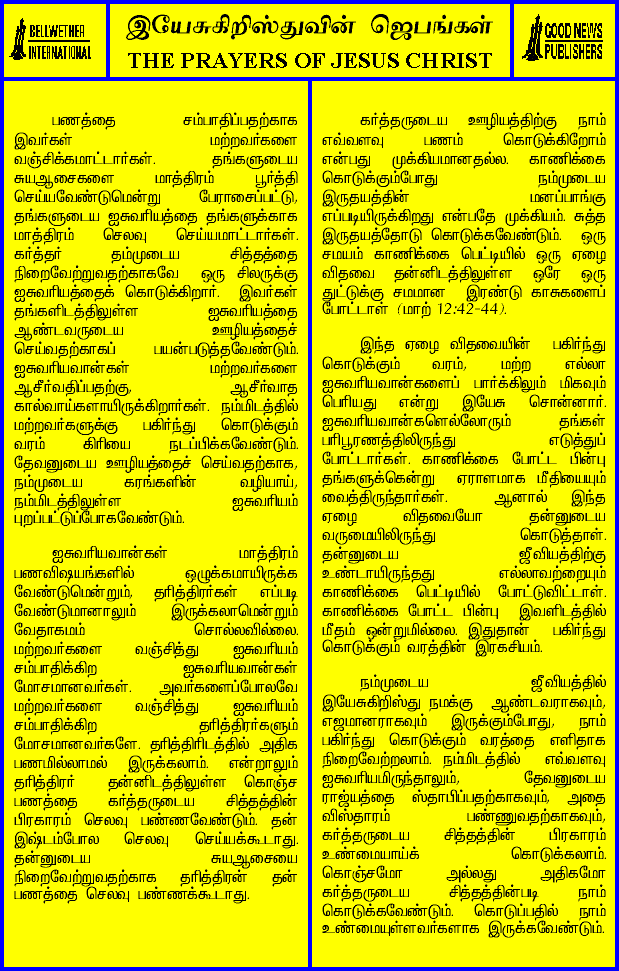 BELLWETHER
INTERNATIONAL
இயேசுகிறிஸ்துவின் ஜெபங்கள்
THE PRAYERS OF JESUS CHRIST
GOOD NEWS
PUBLISHERS
பணத்தை சம்பாதிப்பதற்காக
இவர்கள் மற்றவர்களை
வஞ்சிக்கமாட்டார்கள். தங்களுடைய
சுயஆசைகளை மாத்திரம் பூர்த்தி
செய்யவேண்டுமென்று பேராசைப்பட்டு,
தங்களுடைய ஐசுவரியத்தை தங்களுக்காக
மாத்திரம் செலவு செய்யமாட்டார்கள்.
கர்த்தர் தம்முடைய சித்தத்தை
நிறைவேற்றுவதற்காகவே ஒரு சிலருக்கு
ஐசுவரியத்தைக் கொடுக்கிறார். இவர்கள்
தங்களிடத்திலுள்ள ஐசுவரியத்தை
ஆண்டவருடைய ஊழியத்தைச்
செய்வதற்காகப் பயன்படுத்தவேண்டும்.
ஐசுவரியவான்கள் மற்றவர்களை
ஆசீர்வதிப்பதற்கு, ஆசீர்வாத
கால்வாய்களாயிருக்கிறார்கள். நம்மிடத்தில்
மற்றவர்களுக்கு பகிர்ந்து கொடுக்கும்
வரம் கிரியை நடப்பிக்கவேண்டும்.
தேவனுடைய ஊழியத்தைச் செய்வதற்காக,
நம்முடைய கரங்களின் வழியாய்,
நம்மிடத்திலுள்ள ஐசுவரியம்
புறப்பட்டுப்போகவேண்டும்.
ஐசுவரியவான்கள் மாத்திரம்
பணவிஷயங்களில் ஒழுக்கமாயிருக்க
வேண்டுமென்றும், தரித்திரர்கள் எப்படி
வேண்டுமானாலும் இருக்கலாமென்றும்
வேதாகமம் சொல்லவில்லை.
மற்றவர்களை வஞ்சித்து ஐசுவரியம்
சம்பாதிக்கிற ஐசுவரியவான்கள்
மோசமானவர்கள். அவர்களைப்போலவே
மற்றவர்களை வஞ்சித்து ஐசுவரியம்
சம்பாதிக்கிற தரித்திரர்களும்
மோசமானவர்களே. தரித்திரிடத்தில் அதிக
பணமில்லாமல் இருக்கலாம். என்றாலும்
தரித்திரர் தன்னிடத்திலுள்ள கொஞ்ச
பணத்தை கர்த்தருடைய சித்தத்தின்
பிரகாரம் செலவு பண்ணவேண்டும். தன்
இஷ்டம்போல செலவு செய்யக்கூடாது.
தன்னுடைய சுயஆசையை
நிறைவேற்றுவதற்காக தரித்திரன் தன்
பணத்தை செலவு பண்ணக்கூடாது.
கர்த்தருடைய ஊழியத்திற்கு நாம்
எவ்வளவு பணம் கொடுக்கிறோம்
என்பது முக்கியமானதல்ல. காணிக்கை
கொடுக்கும்போது நம்முடைய
இருதயத்தின் மனப்பாங்கு
எப்படியிருக்கிறது என்பதே முக்கியம். சுத்த
இருதயத்தோடு கொடுக்கவேண்டும். ஒரு
சமயம் காணிக்கை பெட்டியில் ஒரு ஏழை
விதவை தன்னிடத்திலுள்ள ஒரே ஒரு
துட்டுக்கு சமமான இரண்டு காசுகளைப்
போட்டாள் (மாற் 12:42-44).
இந்த ஏழை விதவையின் பகிர்ந்து
கொடுக்கும் வரம், மற்ற எல்லா
ஐசுவரியவான்களைப் பார்க்கிலும் மிகவும்
பெரியது என்று இயேசு சொன்னார்.
ஐசுவரியவான்களெல்லோரும் தங்கள்
பரிபூரணத்திலிருந்து எடுத்துப்
போட்டார்கள். காணிக்கை போட்ட பின்பு
தங்களுக்கென்று ஏராளமாக மீதியையும்
வைத்திருந்தார்கள். ஆனால் இந்த
ஏழை விதவையோ தன்னுடைய
வருமையிலிருந்து கொடுத்தாள்.
தன்னுடைய ஜீவியத்திற்கு
உண்டாயிருந்தது எல்லாவற்றையும்
காணிக்கை பெட்டியில் போட்டுவிட்டாள்.
காணிக்கை போட்ட பின்பு இவளிடத்தில்
மீதம் ஒன்றுமில்லை. இதுதான் பகிர்ந்து
கொடுக்கும் வரத்தின் இரகசியம்.
நம்முடைய ஜீவியத்தில்
இயேசுகிறிஸ்து நமக்கு ஆண்டவராகவும்,
எஜமானராகவும் இருக்கும்போது, நாம்
பகிர்ந்து கொடுக்கும் வரத்தை எளிதாக
நிறைவேற்றலாம். நம்மிடத்தில் எவ்வளவு
ஐசுவரியமிருந்தாலும், தேவனுடைய
ராஜ்யத்தை ஸ்தாபிப்பதற்காகவும், அதை
விஸ்தாரம் பண்ணுவதற்காகவும்,
கர்த்தருடைய சித்தத்தின் பிரகாரம்
உண்மையாய்க் கொடுக்கலாம்.
கொஞ்சமோ அல்லது அதிகமோ
கர்த்தருடைய சித்தத்தின்படி நாம்
கொடுக்கவேண்டும். கொடுப்பதில் நாம்
உண்மையுள்ளவர்களாக இருக்கவேண்டும்.